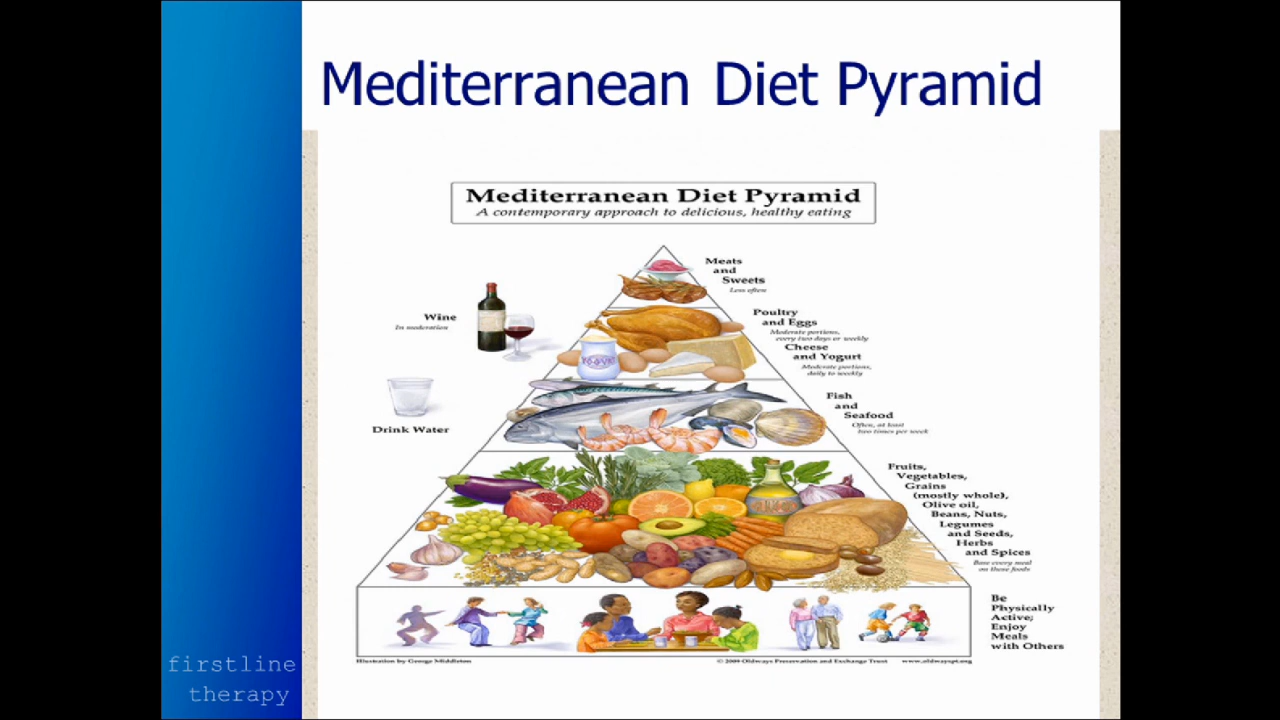 Mediterranean Diet Pyramid
Mediterranean Diet Pyramid
A contemporary approach to delicious, healthy eating
Meats
and
Sweets
Less often
Wine
In moderation
Poultry
and Eggs
Moderate portions,
every two days or weekly
Cheese
and Yogurt
Moderate portions,
daily to weekly
Yogurt
Drink Water
Fish
and
Seafood
Often, at least
two times per week
Fruits,
Vegetables,
Grains
(mostly whole),
Olive oil,
Beans, Nuts,
Legumes
and Seeds,
Herbs
and Spices
Base every meal
on these foods
Be
Physically
Active;
Enjoy
Meals
with Others
Illustration by George Middleton
© 2009 Oldways Preservation and Exchange Trust
www.oldwayspt.org
firstline
therapy